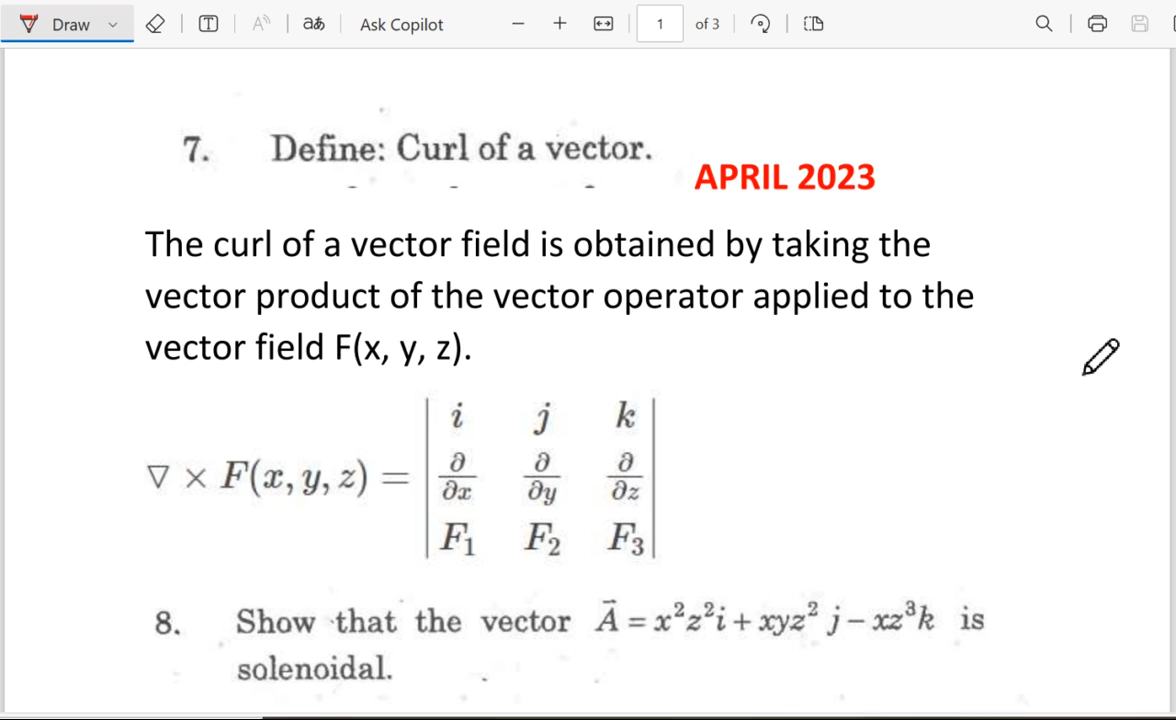 Draw
T
A
aあ
Ask Copilot
1
of 3
7. Define: Curl of a vector.
APRIL 2023
The curl of a vector field is obtained by taking the
vector product of the vector operator applied to the
vector field F(x, y, z).
i j k
∇ × F(x, y, z) = ∂/∂x ∂/∂y ∂/∂z
F₁ F₂ F₃
8. Show that the vector A⃗ = x²z²i + xyz² j – xz³k is
solenoidal.